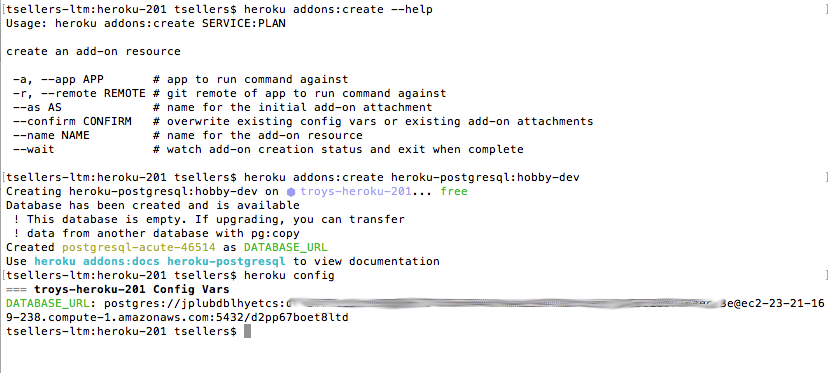 [tsellers-ltm:heroku-201 tsellers$ heroku addons:create --help ]
Usage: heroku addons:create SERVICE:PLAN
create an add-on resource
-a, --app APP # app to run command against
-r, --remote REMOTE # git remote of app to run command against
--as AS # name for the initial add-on attachment
--confirm CONFIRM # overwrite existing config vars or existing add-on attachments
--name NAME # name for the add-on resource
--wait # watch add-on creation status and exit when complete
[tsellers-ltm:heroku-201 tsellers$ heroku addons:create heroku-postgresql:hobby-dev ]
Creating heroku-postgresql:hobby-dev on ⬢ troys-heroku-201... free
Database has been created and is available
! This database is empty. If upgrading, you can transfer
! data from another database with pg:copy
Created postgresql-acute-46514 as DATABASE_URL
Use heroku addons:docs heroku-postgresql to view documentation
[tsellers-ltm:heroku-201 tsellers$ heroku config ]
=== troys-heroku-201 Config Vars
DATABASE_URL: postgres://jplubdblhyetcs: @ec2-23-21-16
9-238.compute-1.amazonaws.com:5432/d2pp67boet8ltd
tsellers-ltm:heroku-201 tsellers$